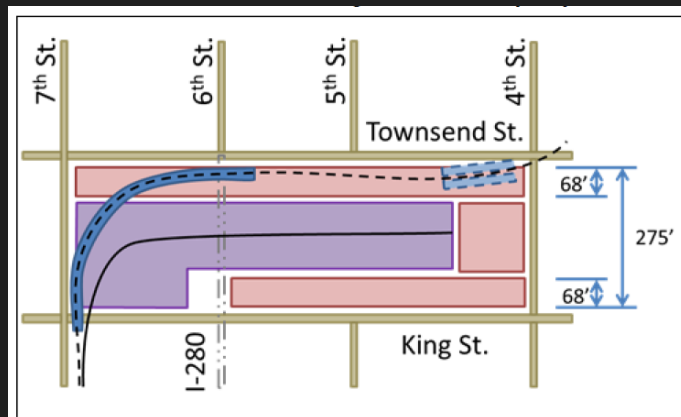 7th St.
6th St.
5th St.
4th St.
Townsend St.
68’
275’
68’
King St.
I-280